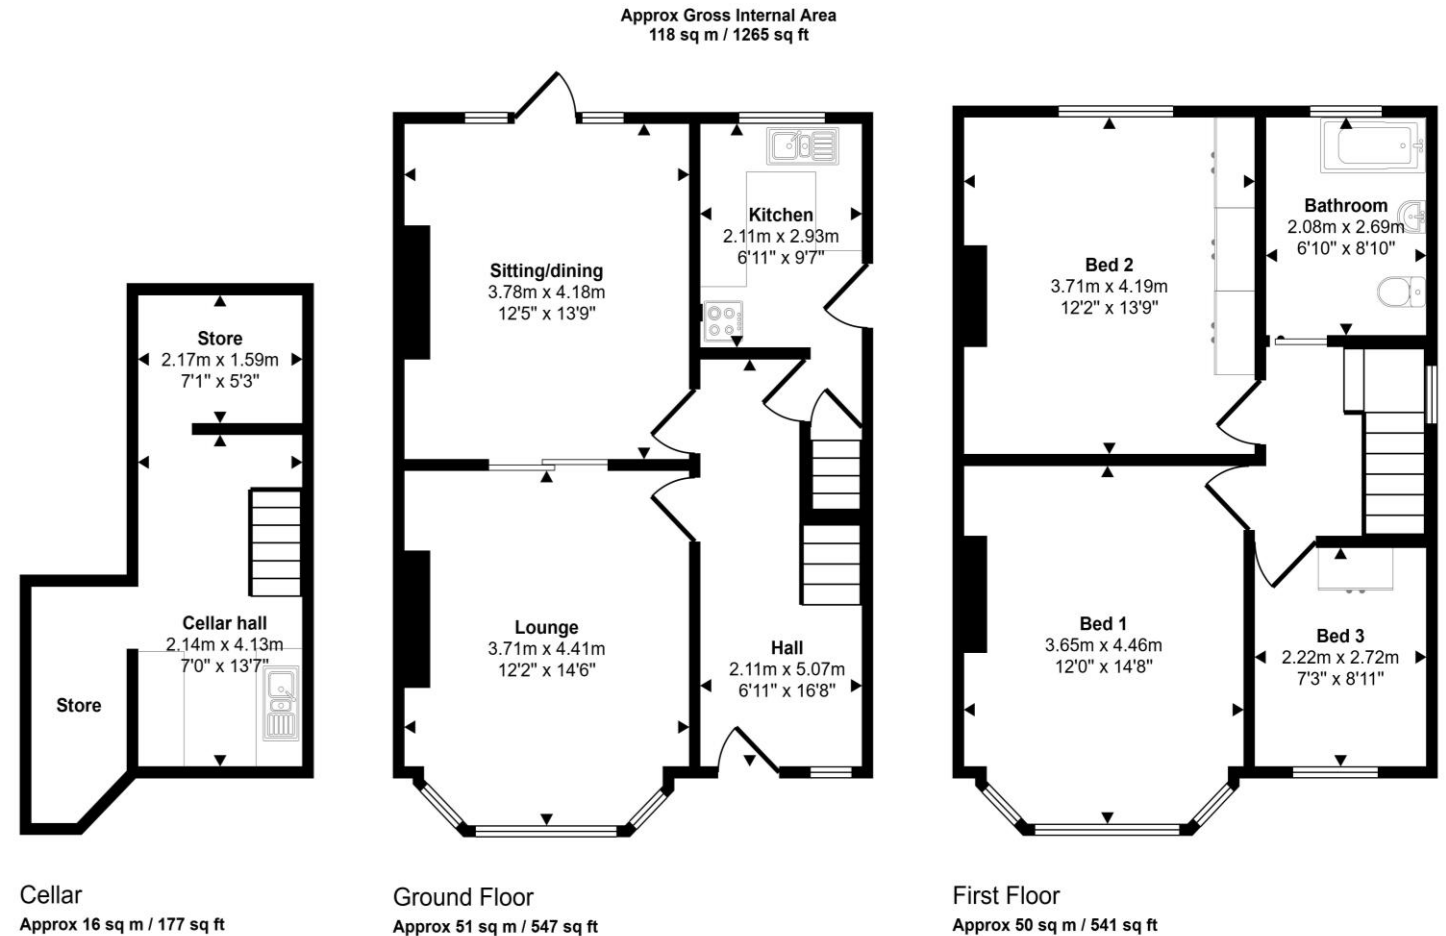 Approx Gross Internal Area
118 sq m / 1265 sq ft
Store
2.17m x 1.59m
7'1" x 5'3"
Cellar hall
2.14m x 4.13m
7'0" x 13'7"
Store
Cellar
Approx 16 sq m / 177 sq ft
Sitting/dining
3.78m x 4.18m
12'5" x 13'9"
Kitchen
2.11m x 2.93m
6'11" x 9'7"
Lounge
3.71m x 4.41m
12'2" x 14'6"
Hall
2.11m x 5.07m
6'11" x 16'8"
Ground Floor
Approx 51 sq m / 547 sq ft
Bed 2
3.71m x 4.19m
12'2" x 13'9"
Bathroom
2.08m x 2.69m
6'10" x 8'10"
Bed 1
3.65m x 4.46m
12'0" x 14'8"
Bed 3
2.22m x 2.72m
7'3" x 8'11"
First Floor
Approx 50 sq m / 541 sq ft